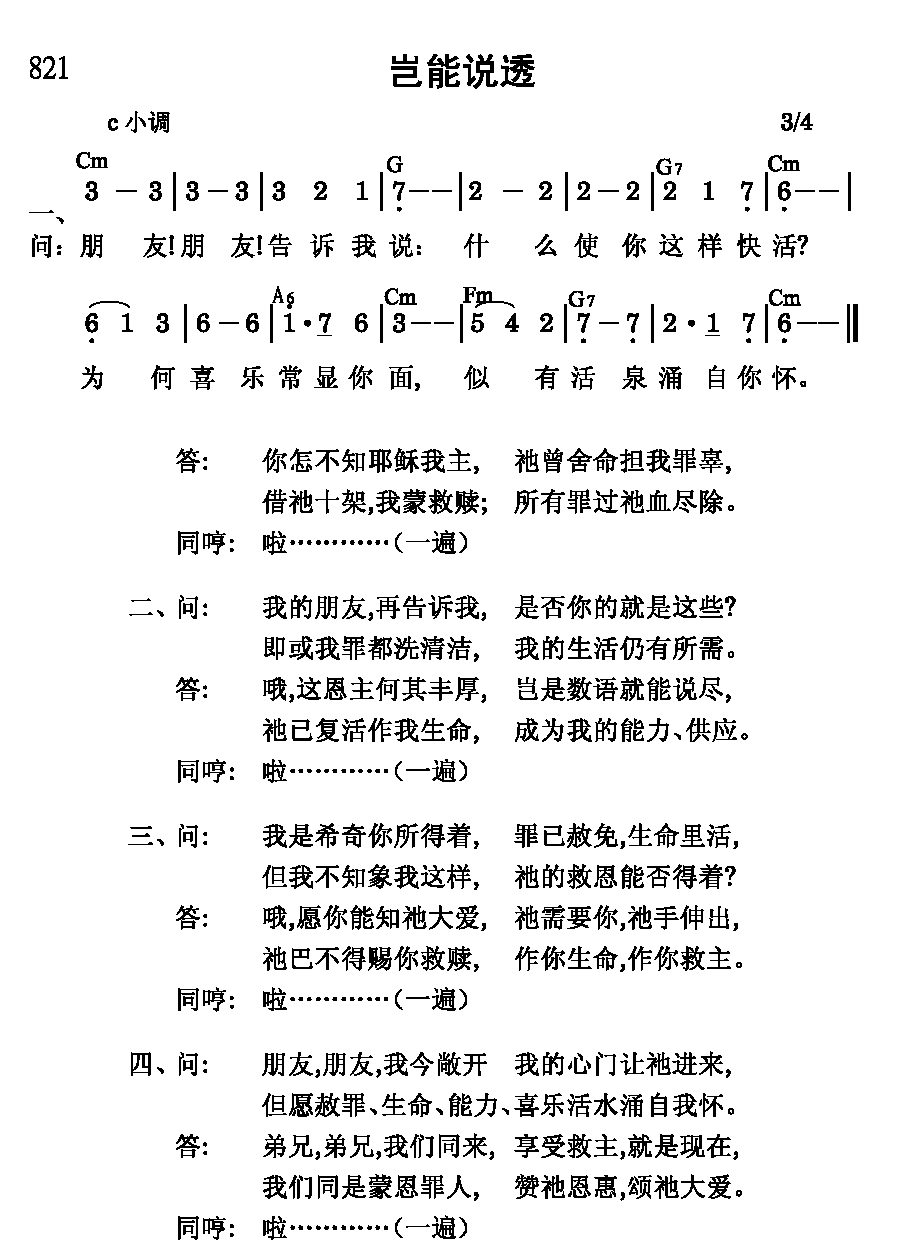 821 岂能说透
c 小调 3/4
Cm G G7 Cm
3 - 3 | 3 - 3 | 3 2 1 | 7̣ - - | 2 - 2 | 2 - 2 | 2 1 7̣ | 6̣ - - |
一、
问: 朋 友! 朋 友! 告 诉 我 说: 什 么 使 你 这 样 快 活?
A6 Cm Fm G7 Cm
6̣ 1 3 | 6 - 6 | 1̇ · 7 6 | 3 - - | 5 4 2 | 7̣ - 7̣ | 2 · 1 7̣ | 6̣ - - ‖
为 何 喜 乐 常 显 你 面, 似 有 活 泉 涌 自 你 怀。
答: 你怎不知耶稣我主, 祂曾舍命担我罪辜,
借祂十架,我蒙救赎; 所有罪过祂血尽除。
同哼: 啦…………(一遍)
二、问: 我的朋友,再告诉我, 是否你的就是这些?
即或我罪都洗清洁, 我的生活仍有所需。
答: 哦,这恩主何其丰厚, 岂是数语就能说尽,
祂已复活作我生命, 成为我的能力、供应。
同哼: 啦…………(一遍)
三、问: 我是希奇你所得着, 罪已赦免,生命里活,
但我不知象我这样, 祂的救恩能否得着?
答: 哦,愿你能知祂大爱, 祂需要你,祂手伸出,
祂巴不得赐你救赎, 作你生命,作你救主。
同哼: 啦…………(一遍)
四、问: 朋友,朋友,我今敞开 我的心门让祂进来,
但愿赦罪、生命、能力、喜乐活水涌自我怀。
答: 弟兄,弟兄,我们同来, 享受救主,就是现在,
我们同是蒙恩罪人, 赞祂恩惠,颂祂大爱。
同哼: 啦…………(一遍)